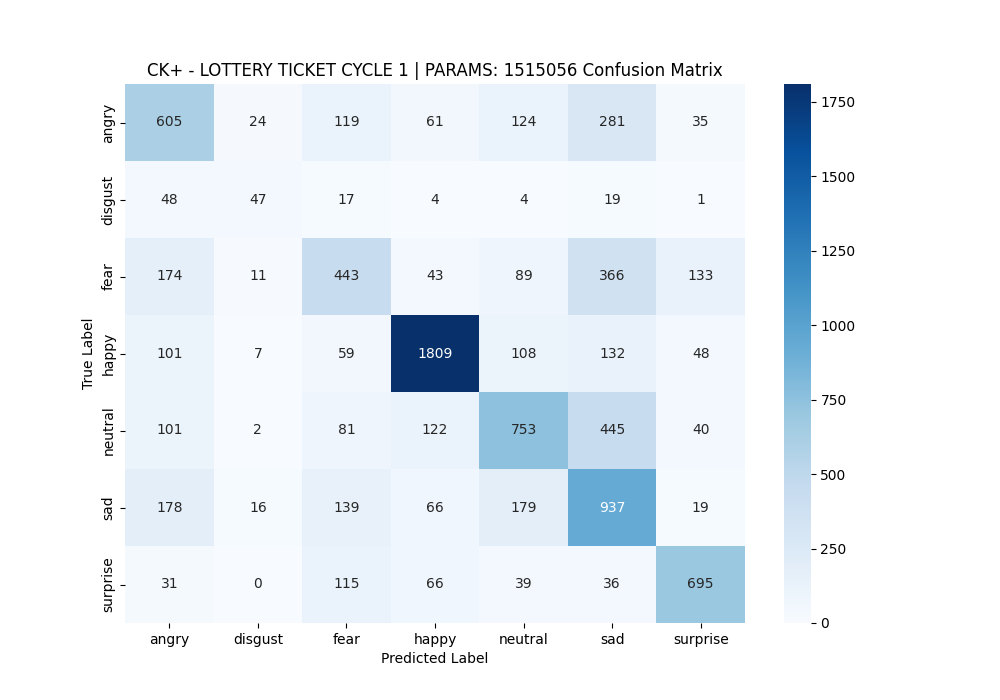 CK+ - LOTTERY TICKET CYCLE 1 | PARAMS: 1515056 Confusion Matrix
True Label
angry 605 24 119 61 124 281 35
disgust 48 47 17 4 4 19 1
fear 174 11 443 43 89 366 133
happy 101 7 59 1809 108 132 48
neutral 101 2 81 122 753 445 40
sad 178 16 139 66 179 937 19
surprise 31 0 115 66 39 36 695
angry disgust fear happy neutral sad surprise
Predicted Label
1750
1500
1250
1000
750
500
250
0